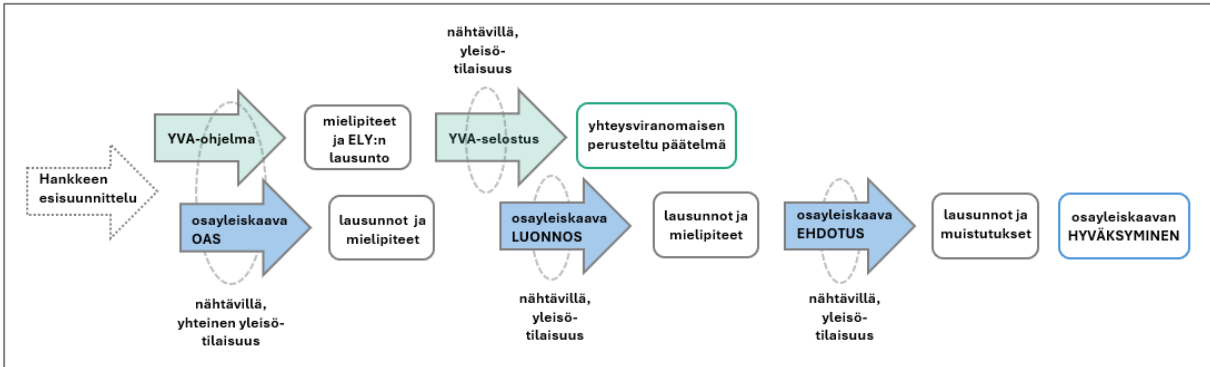 nähtävillä,
yleisö-
tilaisuus
Hankkeen
esisuunnittelu
YVA-ohjelma
mielipiteet
ja ELY:n
lausunto
YVA-selostus
yhteysviranomaisen
perusteltu päätelmä
osayleiskaava
OAS
lausunnot ja
mielipiteet
osayleiskaava
LUONNOS
lausunnot ja
mielipiteet
osayleiskaava
EHDOTUS
lausunnot ja
muistutukset
osayleiskaavan
HYVÄKSYMINEN
nähtävillä,
yhteinen yleisö-
tilaisuus
nähtävillä,
yleisö-
tilaisuus
nähtävillä,
yleisö-
tilaisuus